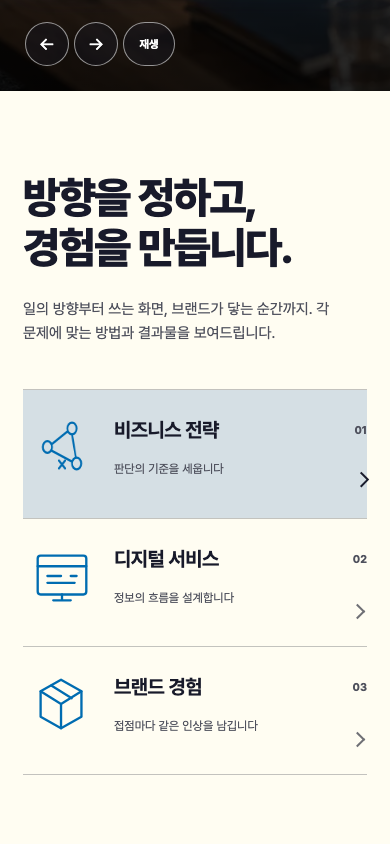 재생
방향을 정하고,
경험을 만듭니다.
일의 방향부터 쓰는 화면, 브랜드가 닿는 순간까지. 각
문제에 맞는 방법과 결과물을 보여드립니다.
비즈니스 전략
01
판단의 기준을 세웁니다
디지털 서비스
02
정보의 흐름을 설계합니다
브랜드 경험
03
접점마다 같은 인상을 남깁니다